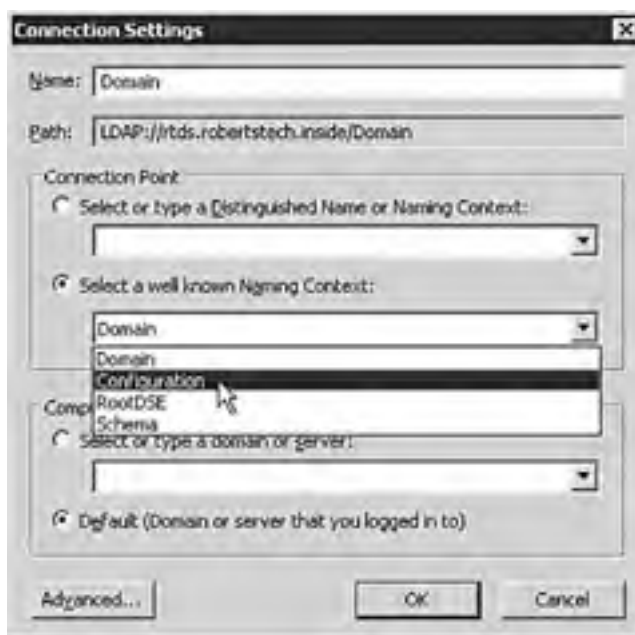 Connection Settings
Name: Domain
Path: LDAP://rtds.robertstech.inside/Domain
Connection Point
Select or type a Distinguished Name or Naming Context:
Select a well known Naming Context:
Domain
Domain
Configuration
RootDSE
Schema
Select or type a domain or server:
Default (Domain or server that you logged in to)
Advanced...
OK
Cancel